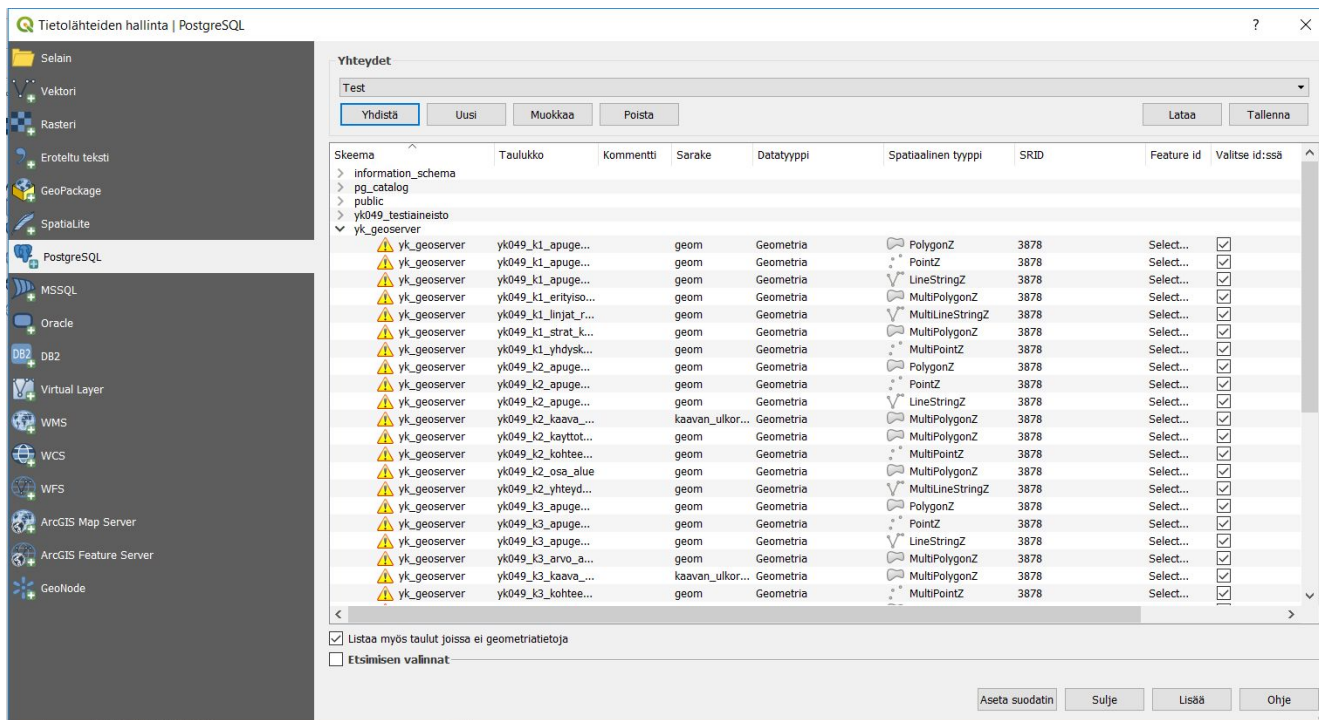 Tietolähteiden hallinta | PostgreSQL
?
Selain
Vektori
Rasteri
Eroteltu teksti
GeoPackage
SpatiaLite
PostgreSQL
MSSQL
Oracle
DB2 DB2
Virtual Layer
WMS
WCS
WFS
ArcGIS Map Server
ArcGIS Feature Server
GeoNode
Yhteydet
Test
Yhdistä Uusi Muokkaa Poista Lataa Tallenna
Skeema Taulukko Kommentti Sarake Datatyyppi Spatiaalinen tyyppi SRID Feature id Valitse id:ssä
information_schema
pg_catalog
public
yk049_testiaineisto
yk_geoserver
yk_geoserver yk049_k1_apuge... geom Geometria PolygonZ 3878 Select...
yk_geoserver yk049_k1_apuge... geom Geometria PointZ 3878 Select...
yk_geoserver yk049_k1_apuge... geom Geometria LineStringZ 3878 Select...
yk_geoserver yk049_k1_erityiso... geom Geometria MultiPolygonZ 3878 Select...
yk_geoserver yk049_k1_linjat_r... geom Geometria MultiLineStringZ 3878 Select...
yk_geoserver yk049_k1_strat_k... geom Geometria MultiPolygonZ 3878 Select...
yk_geoserver yk049_k1_yhdysk... geom Geometria MultiPointZ 3878 Select...
yk_geoserver yk049_k2_apuge... geom Geometria PolygonZ 3878 Select...
yk_geoserver yk049_k2_apuge... geom Geometria PointZ 3878 Select...
yk_geoserver yk049_k2_apuge... geom Geometria LineStringZ 3878 Select...
yk_geoserver yk049_k2_kaava_... kaavan_ulkor... Geometria MultiPolygonZ 3878 Select...
yk_geoserver yk049_k2_kayttot... geom Geometria MultiPolygonZ 3878 Select...
yk_geoserver yk049_k2_kohtee... geom Geometria MultiPointZ 3878 Select...
yk_geoserver yk049_k2_osa_alue geom Geometria MultiPolygonZ 3878 Select...
yk_geoserver yk049_k2_yhteyd... geom Geometria MultiLineStringZ 3878 Select...
yk_geoserver yk049_k3_apuge... geom Geometria PolygonZ 3878 Select...
yk_geoserver yk049_k3_apuge... geom Geometria PointZ 3878 Select...
yk_geoserver yk049_k3_apuge... geom Geometria LineStringZ 3878 Select...
yk_geoserver yk049_k3_arvo_a... geom Geometria MultiPolygonZ 3878 Select...
yk_geoserver yk049_k3_kaava_... kaavan_ulkor... Geometria MultiPolygonZ 3878 Select...
yk_geoserver yk049_k3_kohtee... geom Geometria MultiPointZ 3878 Select...
Listaa myös taulut joissa ei geometriatietoja
Etsimisen valinnat
Aseta suodatin Sulje Lisää Ohje